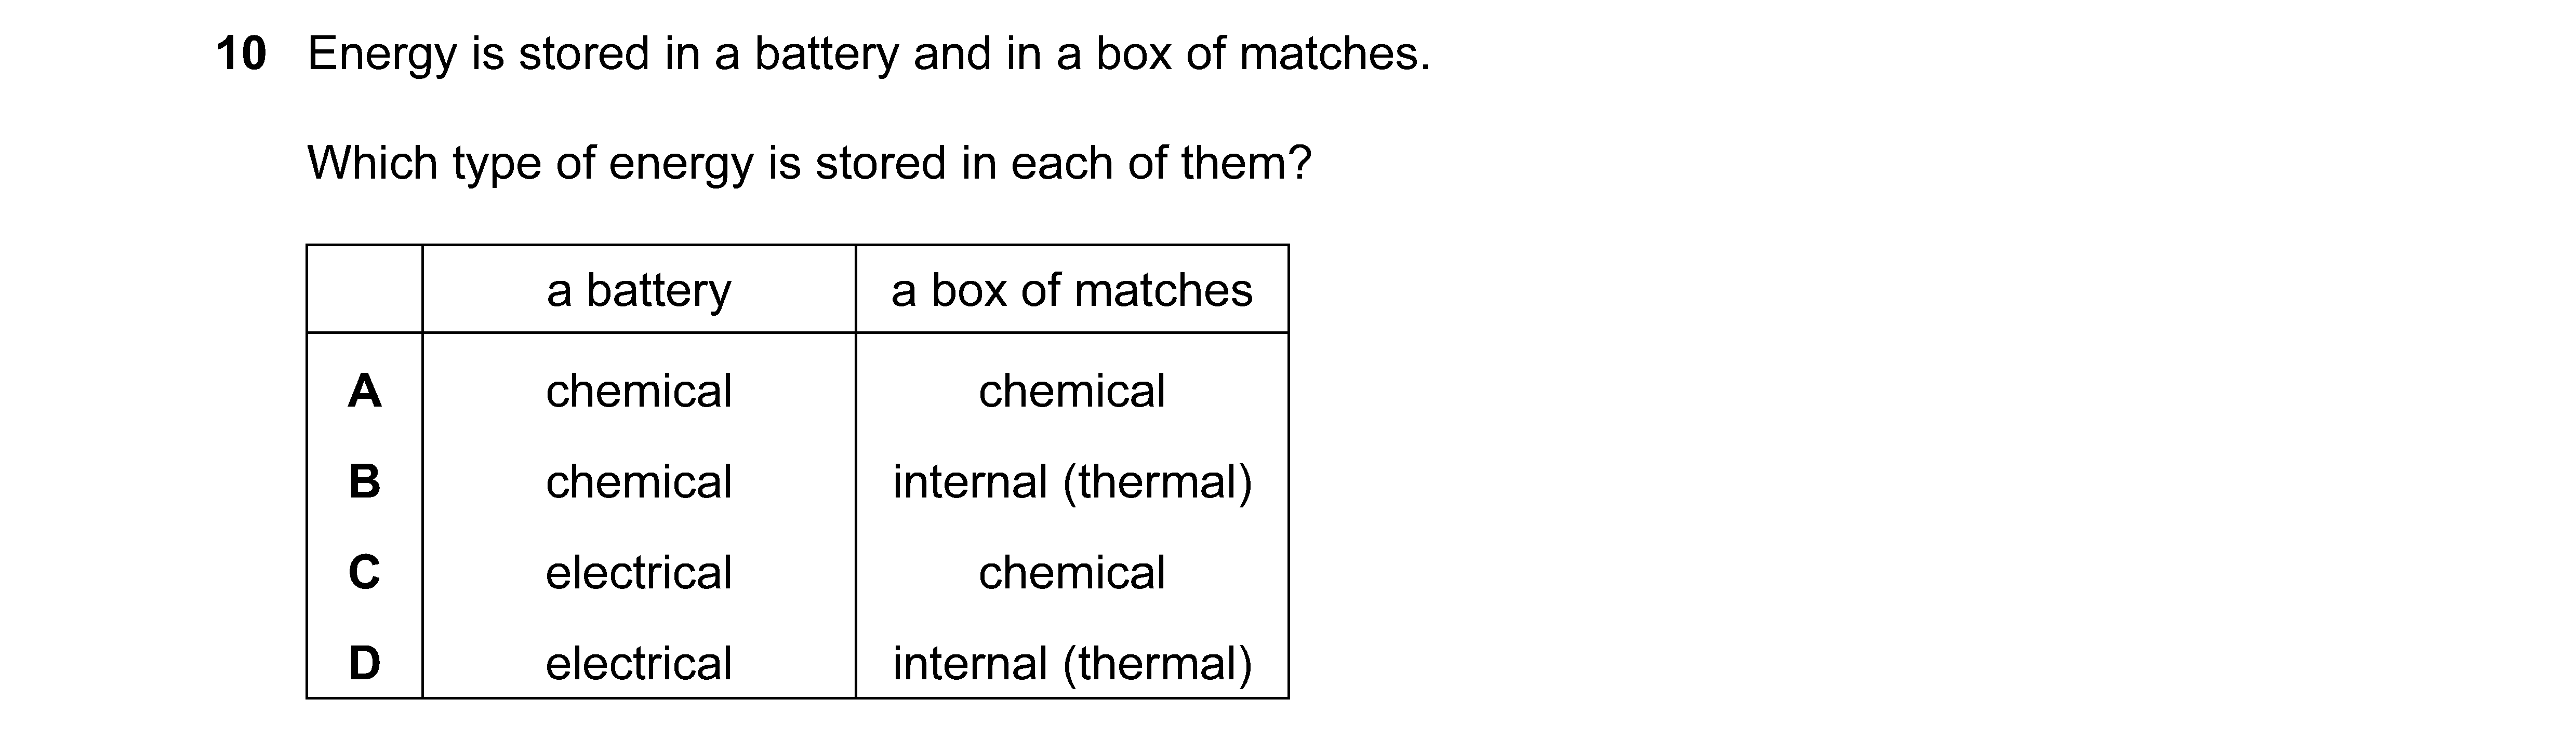 10 Energy is stored in a battery and in a box of matches.
Which type of energy is stored in each of them?
a battery a box of matches
A chemical chemical
B chemical internal (thermal)
C electrical chemical
D electrical internal (thermal)